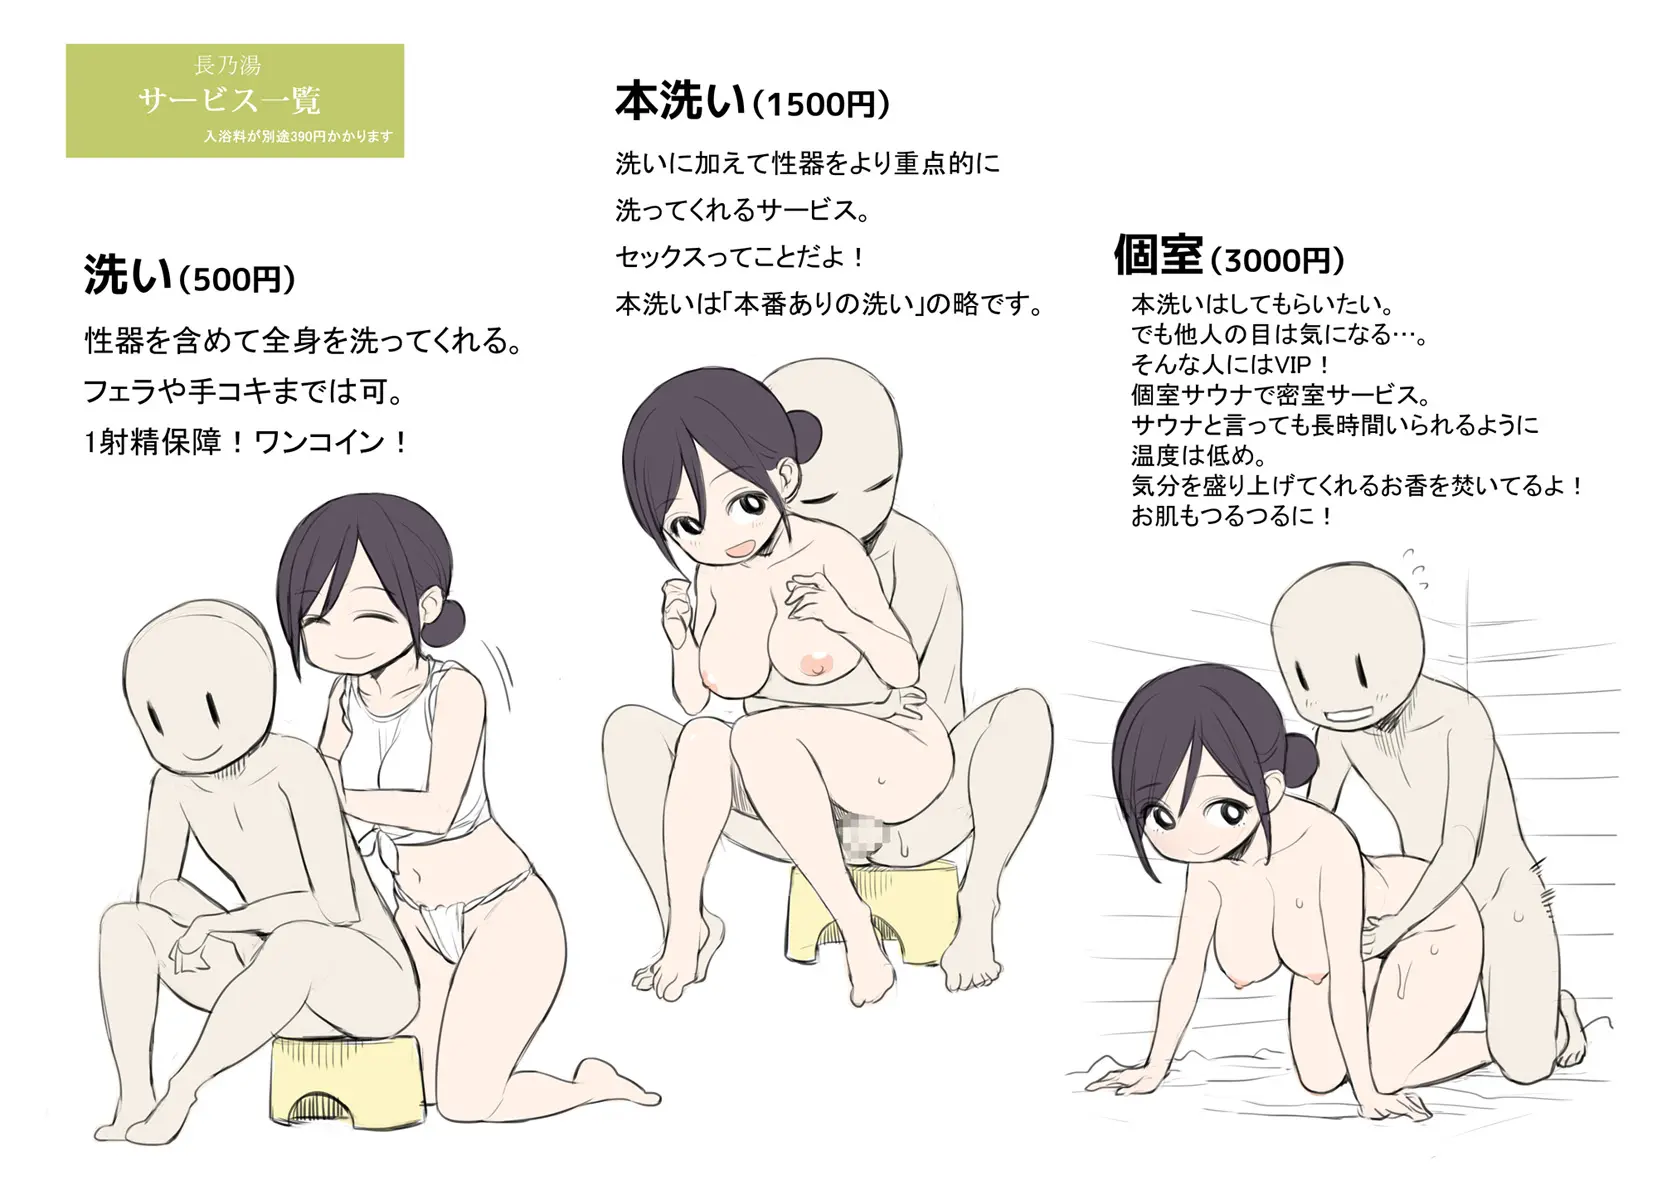 長乃湯
サービス一覧
入浴料が別途390円かかります
洗い(500円)
性器を含めて全身を洗ってくれる。
フェラや手コキまでは可。
1射精保障！ワンコイン！
本洗い(1500円)
洗いに加えて性器をより重点的に
洗ってくれるサービス。
セックスってことだよ！
本洗いは「本番ありの洗い」の略です。
個室(3000円)
本洗いはしてもらいたい。
でも他人の目は気になる…。
そんな人にはVIP！
個室サウナで密室サービス。
サウナと言っても長時間いられるように
温度は低め。
気分を盛り上げてくれるお香を焚いてるよ！
お肌もつるつるに！